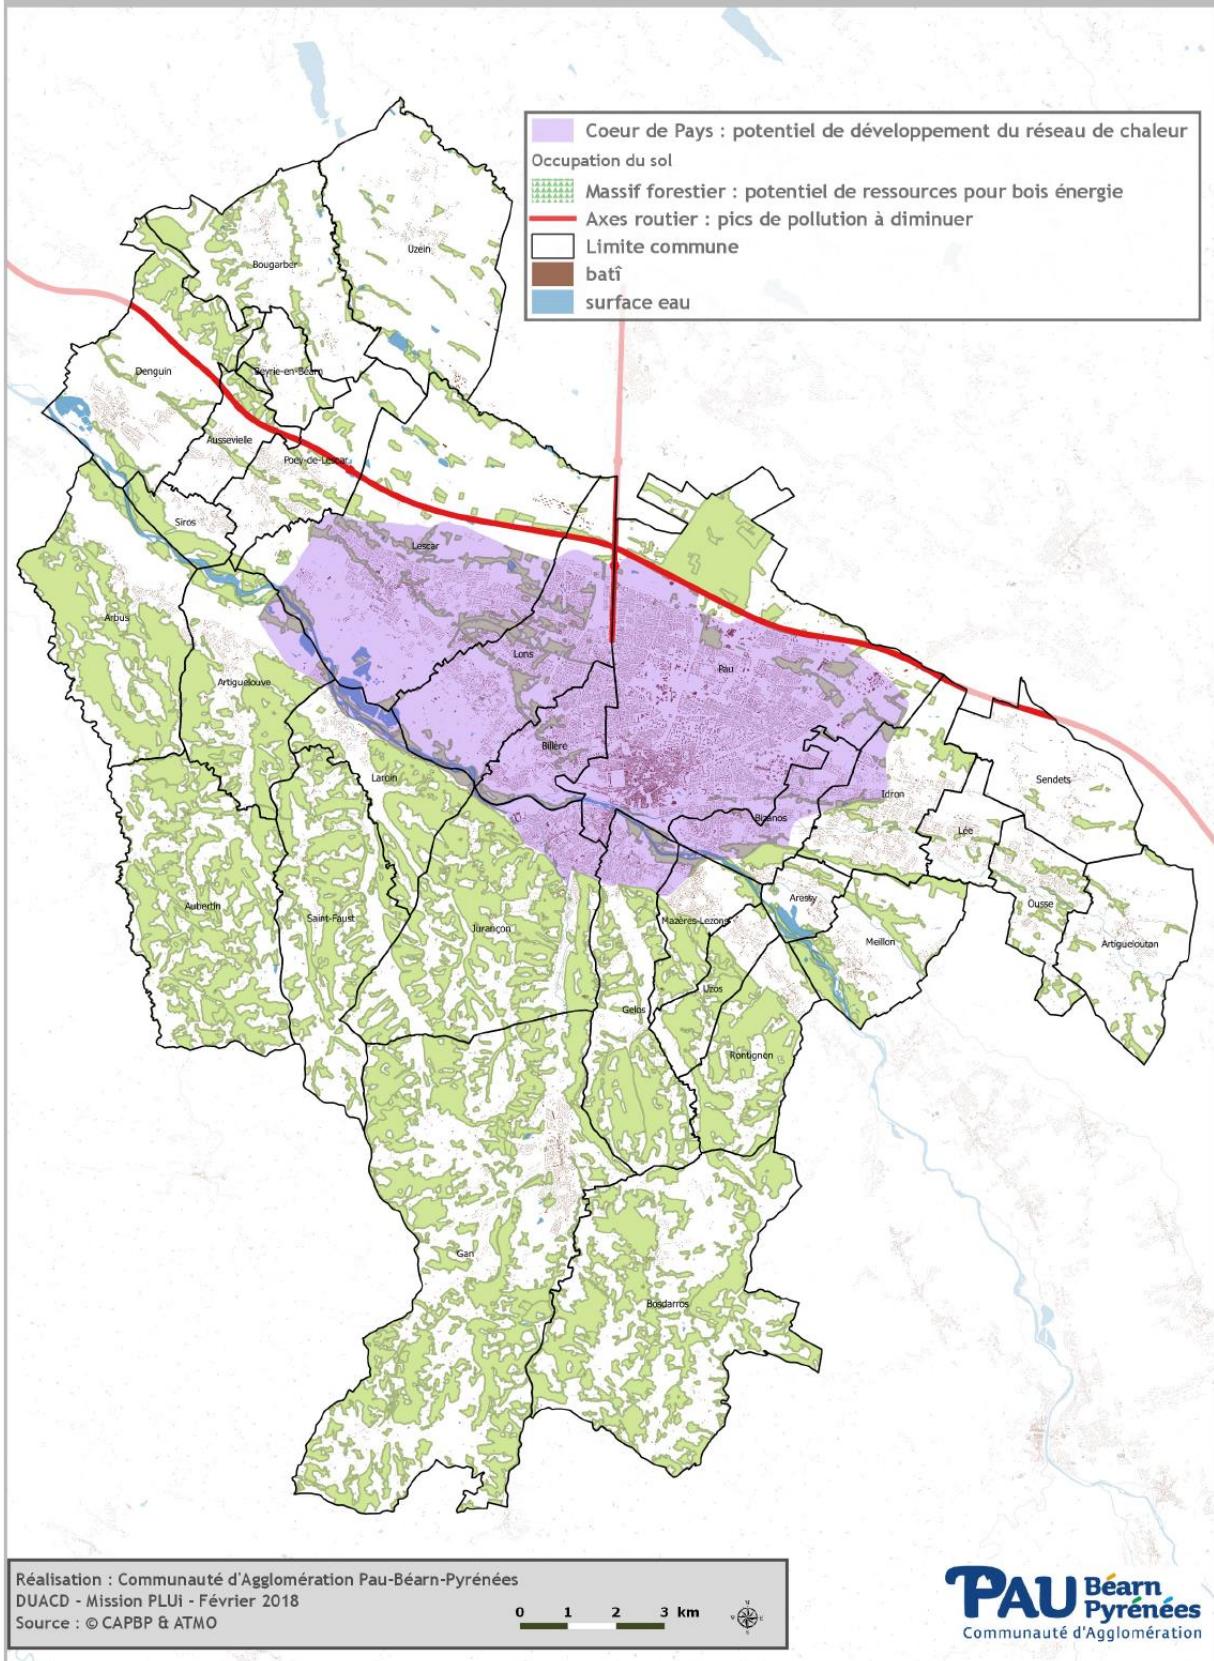 Coeur de Pays : potentiel de développement du réseau de chaleur
Occupation du sol
Massif forestier : potentiel de ressources pour bois énergie
Axes routier : pics de pollution à diminuer
Limite commune
batî
surface eau
Uzein
Bougarber
Denguin
Beyrie-en-Béarn
Aussevielle
Poey-de-Lescar
Siros
Lescar
Arbus
Lons
Pau
Artiguelouve
Billère
Laroin
Sendets
Idron
Bizanos
Lée
Aubertin
Saint-Faust
Aressy
Ousse
Jurançon
Mazères-Lezons
Meillon
Artigueloutan
Uzos
Gelos
Rontignon
Gan
Bosdarros
Réalisation : Communauté d'Agglomération Pau-Béarn-Pyrénées
DUACD - Mission PLUi - Février 2018
Source : © CAPBP & ATMO
0 1 2 3 km
PAU Béarn
Pyrénées
Communauté d'Agglomération